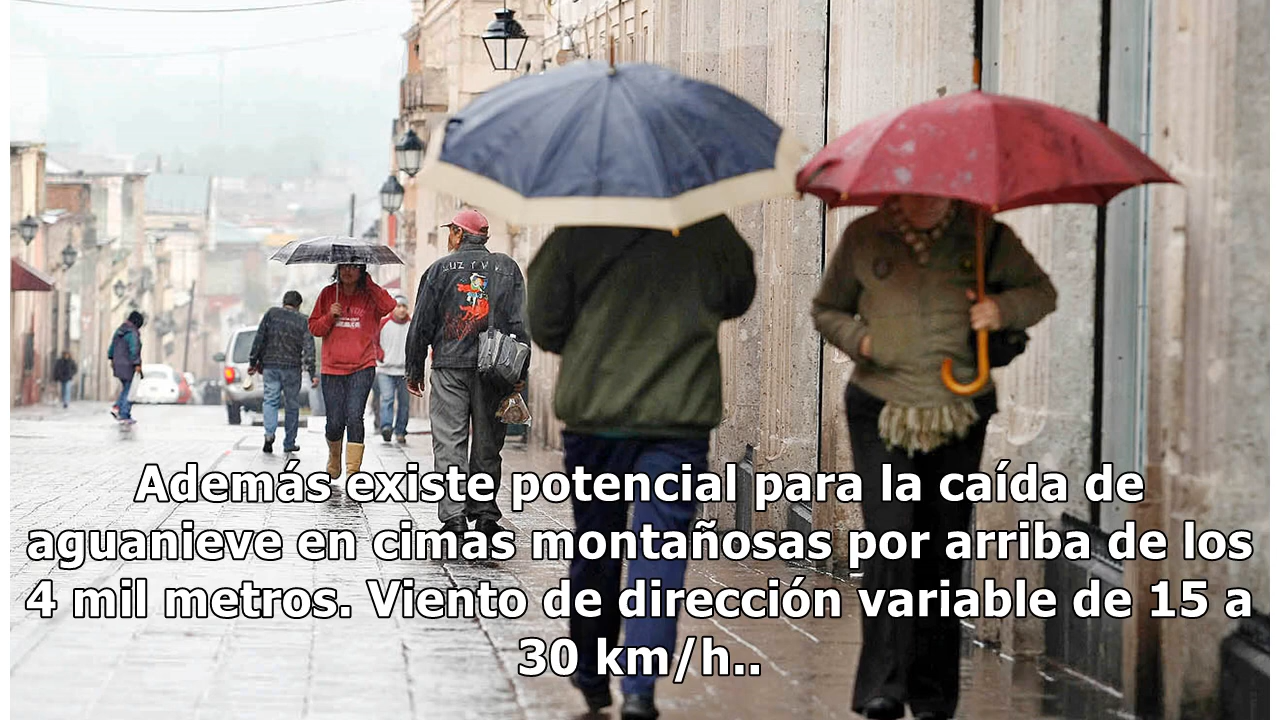 Además existe potencial para la caída de
aguanieve en cimas montañosas por arriba de los
4 mil metros. Viento de dirección variable de 15 a
30 km/h..